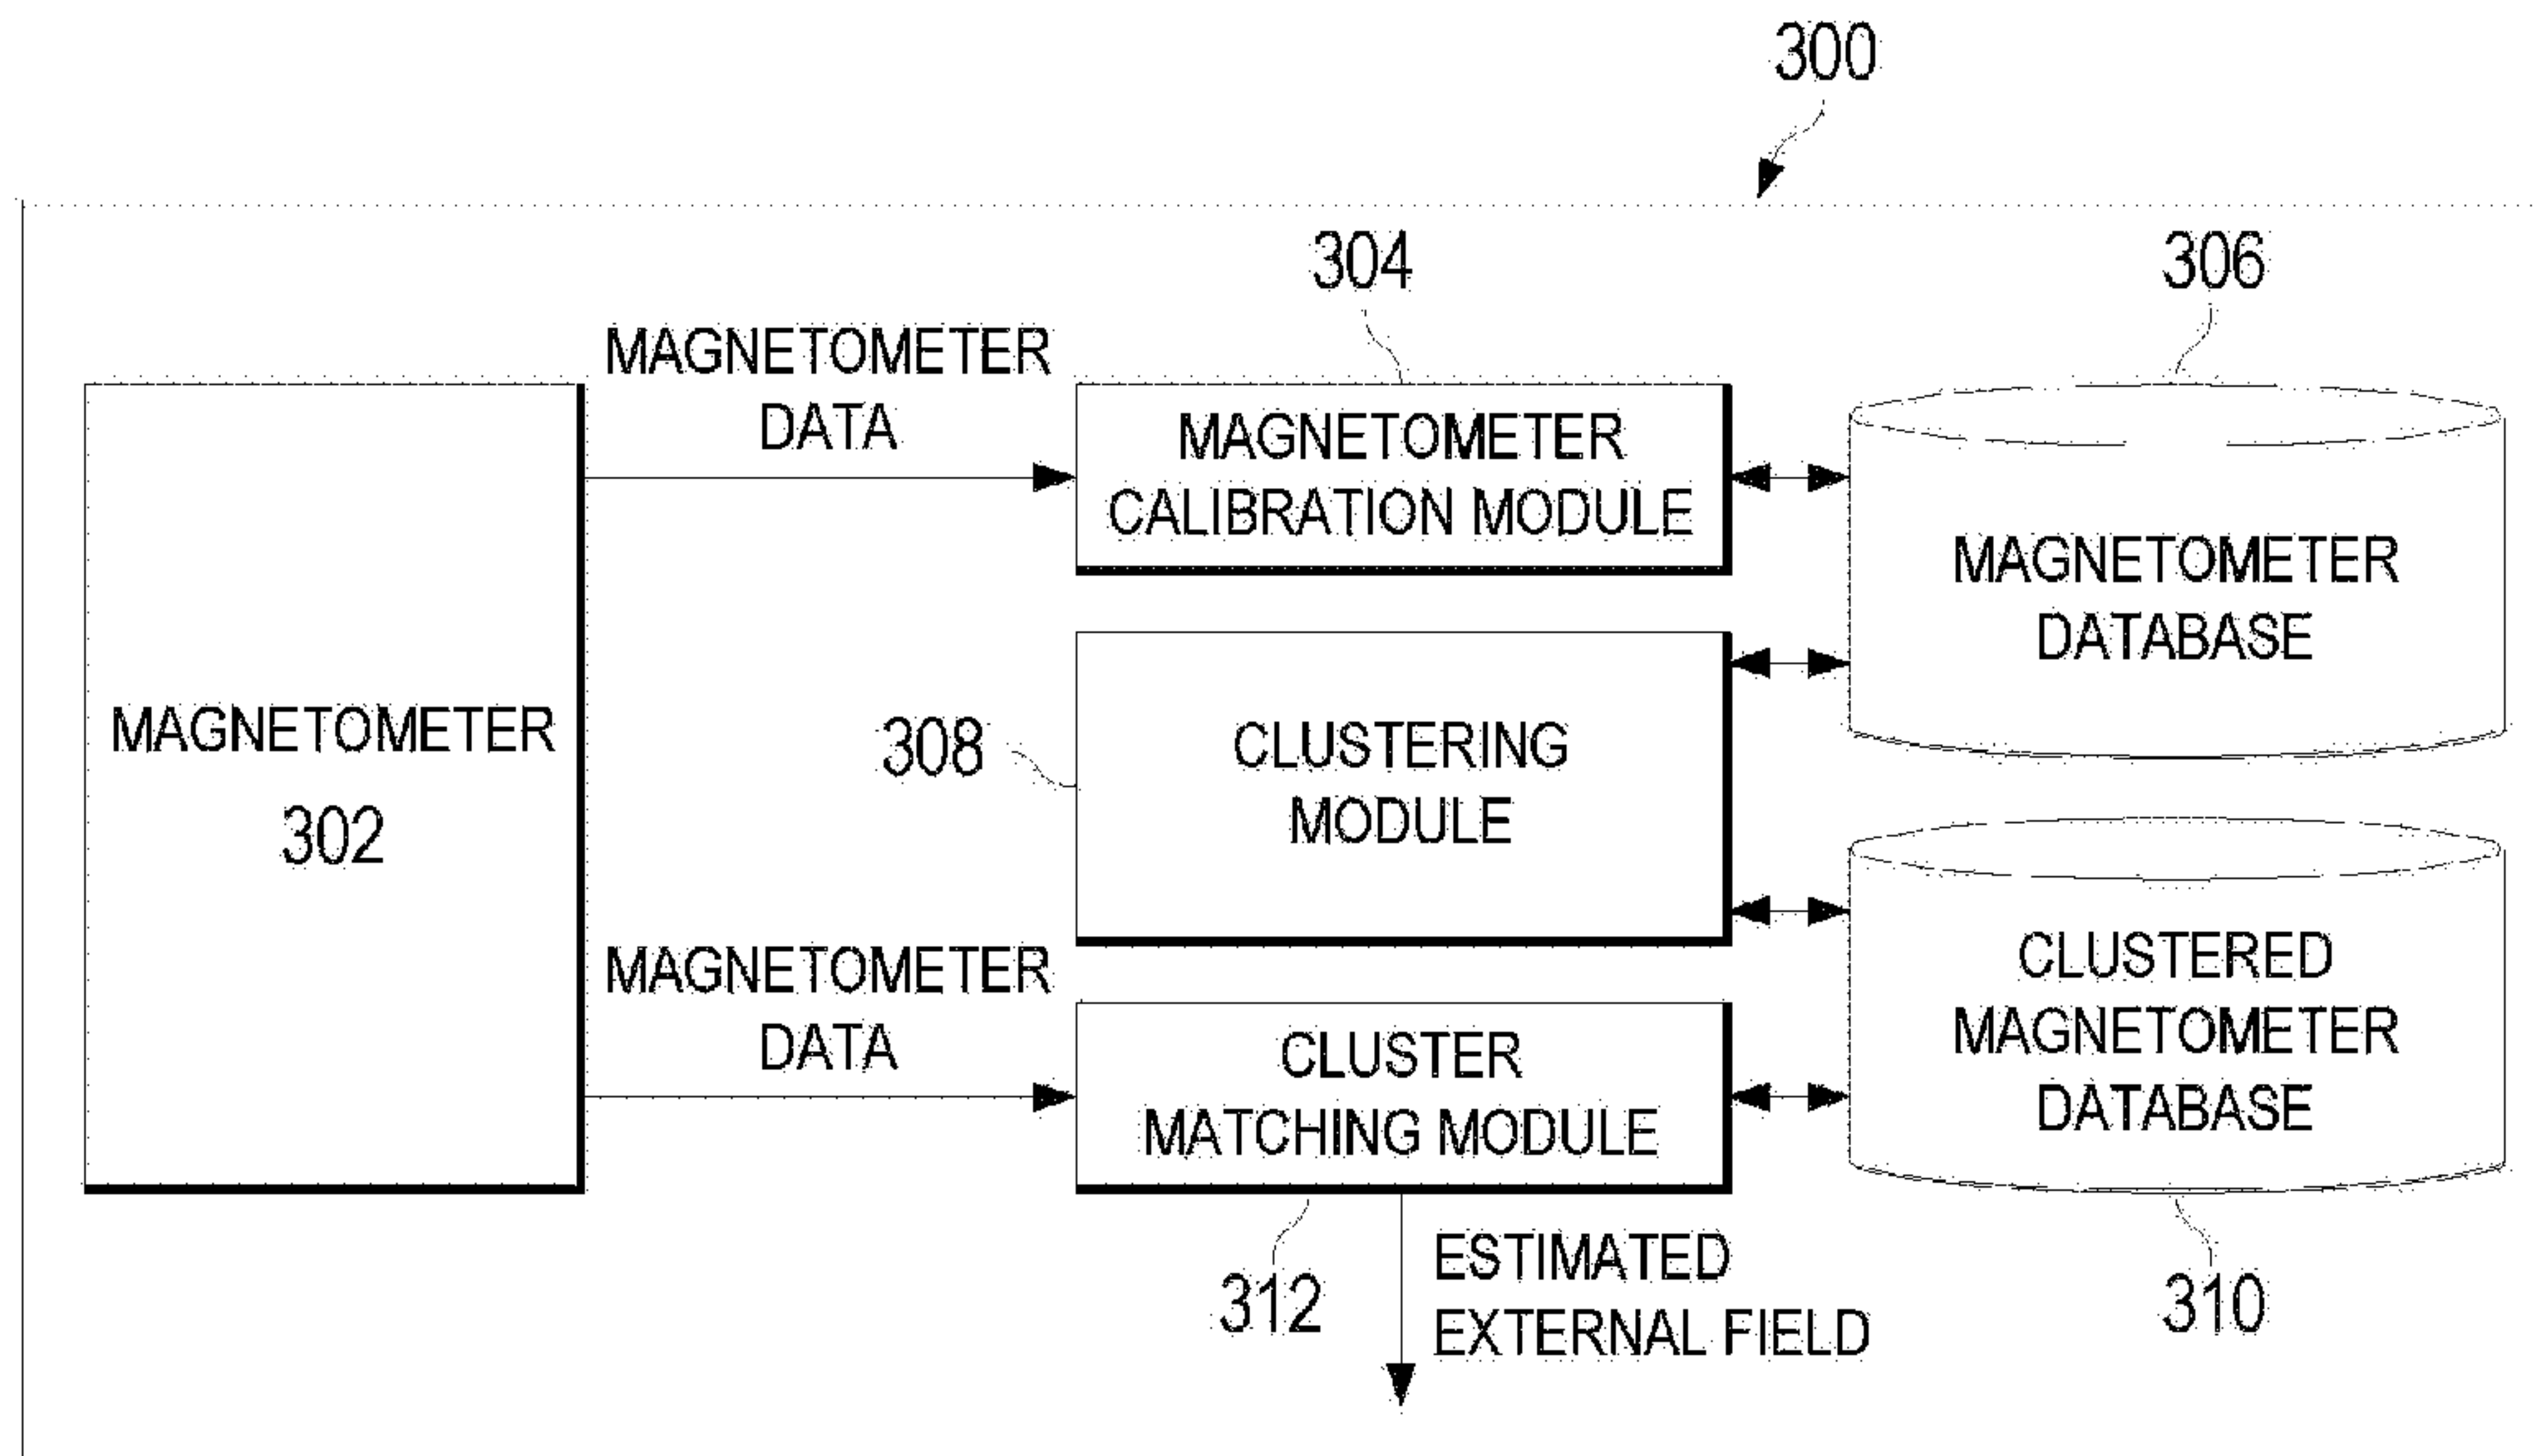 300
304
306
MAGNETOMETER
DATA
MAGNETOMETER
CALIBRATION MODULE
MAGNETOMETER
DATABASE
MAGNETOMETER
302
308
CLUSTERING
MODULE
MAGNETOMETER
DATA
CLUSTER
MATCHING MODULE
CLUSTERED
MAGNETOMETER
DATABASE
312
ESTIMATED
EXTERNAL FIELD
310